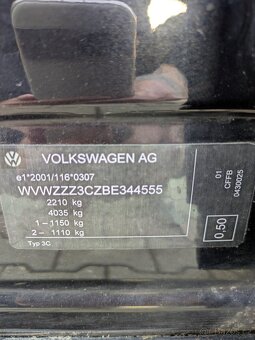 VOLKSWAGEN AG
e1*2001/116*0307
WVWZZZ3CZBE344555
2210 kg
4035 kg
1 – 1150 kg
2 – 1110 kg
Typ 3C
01
CFFB
0430025
0,50